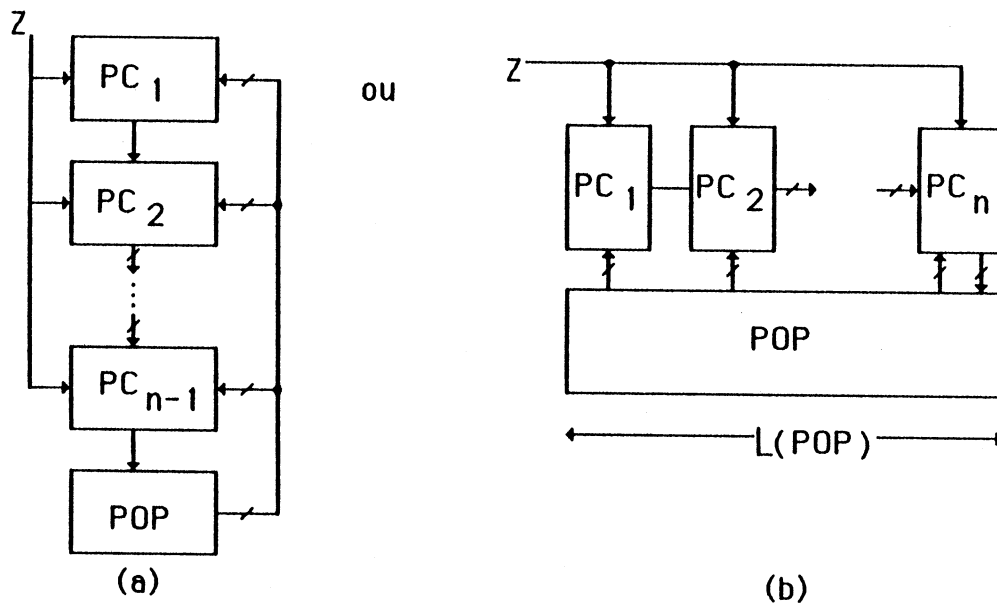 Z
PC 1
PC 2
PC n-1
POP
(a)
ou
Z
PC 1
PC 2
PC n
POP
L(POP)
(b)